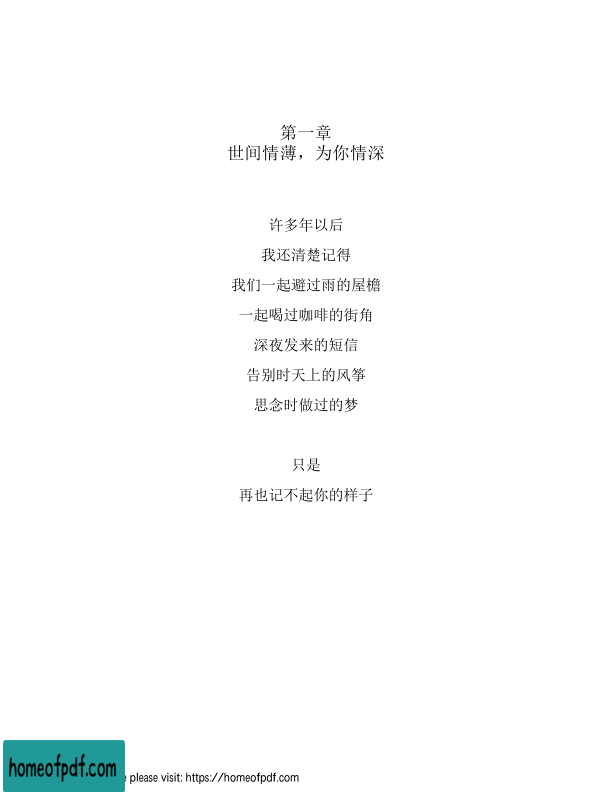 第一章
世间情薄，为你情深
许多年以后
我还清楚记得
我们一起避过雨的屋檐
一起喝过咖啡的街角
深夜发来的短信
告别时天上的风筝
思念时做过的梦
只是
再也记不起你的样子
homeofpdf.com
please visit: https://homeofpdf.com